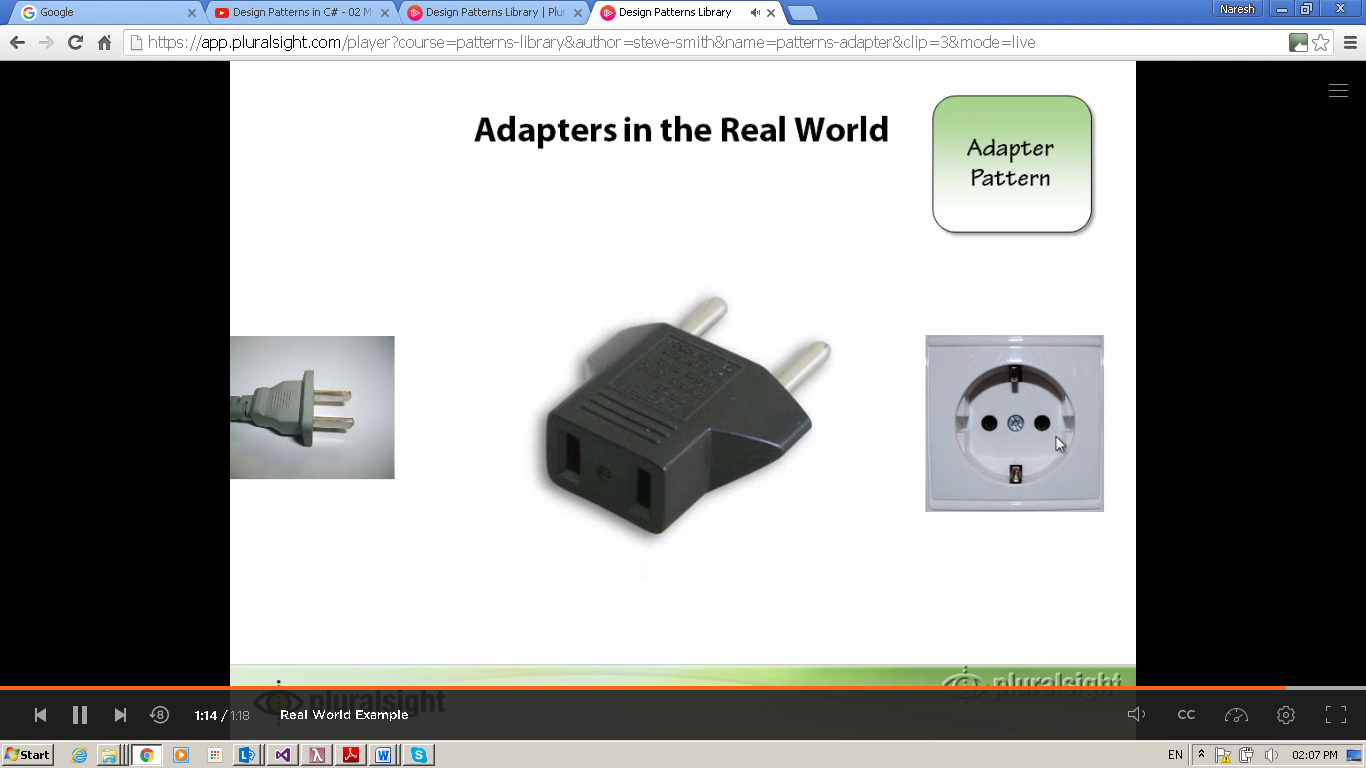 Google
Design Patterns in C# - 02 M
Design Patterns Library | Plur
Design Patterns Library
Naresh
https://app.pluralsight.com/player?course=patterns-library&author=steve-smith&name=patterns-adapter&clip=3&mode=live
Adapters in the Real World
Adapter
Pattern
pluralsight
pluralsight
1:14 / 1:18
Real World Example
8
CC
Start
EN
02:07 PM